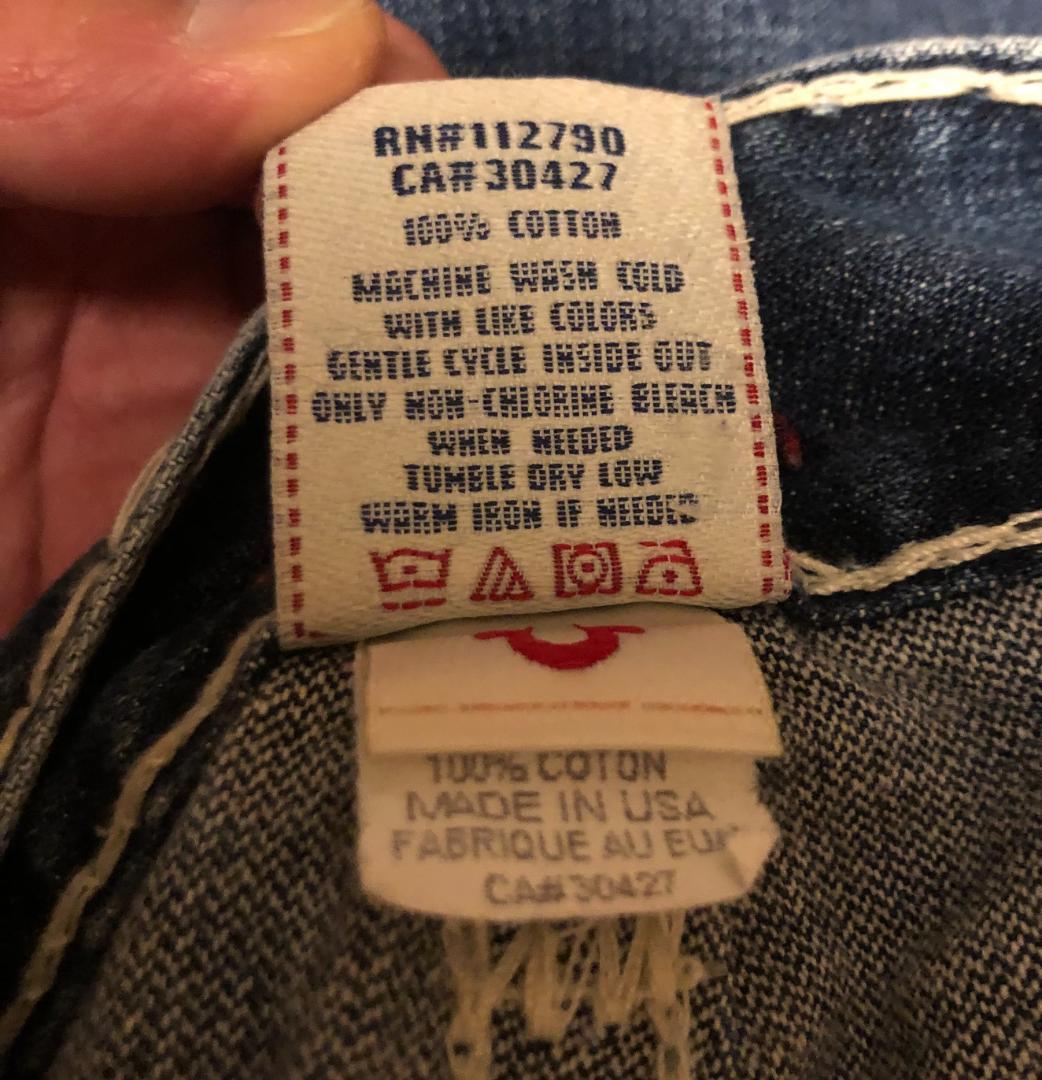 RN#112790
CA#30427
100% COTTON
MACHINE WASH COLD
WITH LIKE COLORS
GENTLE CYCLE INSIDE OUT
ONLY NON-CHLORINE BLEACH
WHEN NEEDED
TUMBLE DRY LOW
WARM IRON IF NEEDED
100% COTON
MADE IN USA
FABRIQUE AU
CA#30427